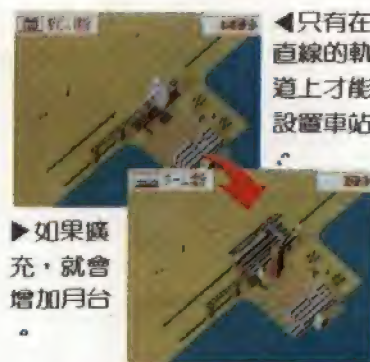 ◀只有在
直線的軌
道上才能
設置車站
。
▶如果擴
充，就會
增加月台
。